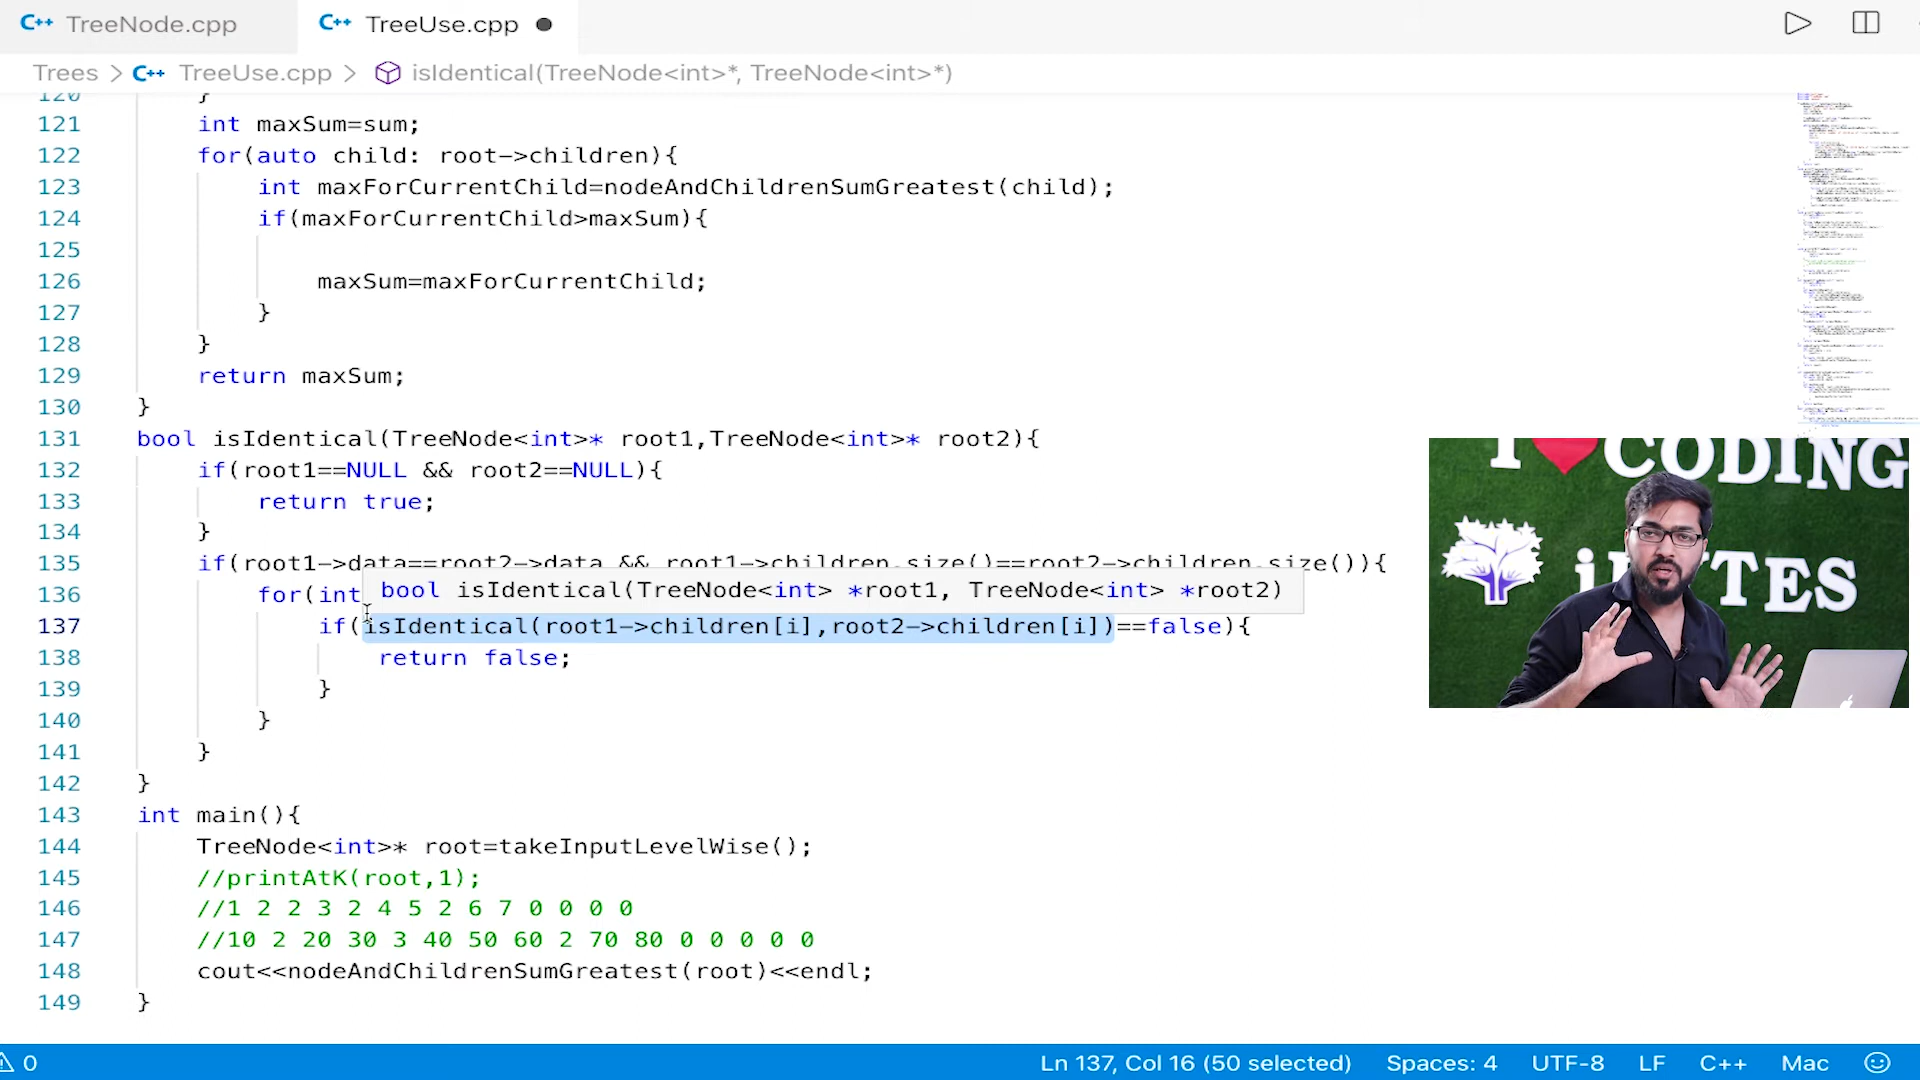 TreeNode.cpp
TreeUse.cpp
Trees > TreeUse.cpp > isIdentical(TreeNode<int>*, TreeNode<int>*)
120 }
121 int maxSum=sum;
122 for(auto child: root->children){
123 int maxForCurrentChild=nodeAndChildrenSumGreatest(child);
124 if(maxForCurrentChild>maxSum){
125
126 maxSum=maxForCurrentChild;
127 }
128 }
129 return maxSum;
130 }
131 bool isIdentical(TreeNode<int>* root1,TreeNode<int>* root2){
132 if(root1==NULL && root2==NULL){
133 return true;
134 }
135 if(root1->data==root2->data && root1->children.size()==root2->children.size()){
136 for(int
bool isIdentical(TreeNode<int> *root1, TreeNode<int> *root2)
137 if(isIdentical(root1->children[i],root2->children[i])==false){
138 return false;
139 }
140 }
141 }
142 }
143 int main(){
144 TreeNode<int>* root=takeInputLevelWise();
145 //printAtK(root,1);
146 //1 2 2 3 2 4 5 2 6 7 0 0 0 0
147 //10 2 20 30 3 40 50 60 2 70 80 0 0 0 0 0
148 cout<<nodeAndChildrenSumGreatest(root)<<endl;
149 }
I CODING
iNYTES
0
Ln 137, Col 16 (50 selected) Spaces: 4 UTF-8 LF C++ Mac